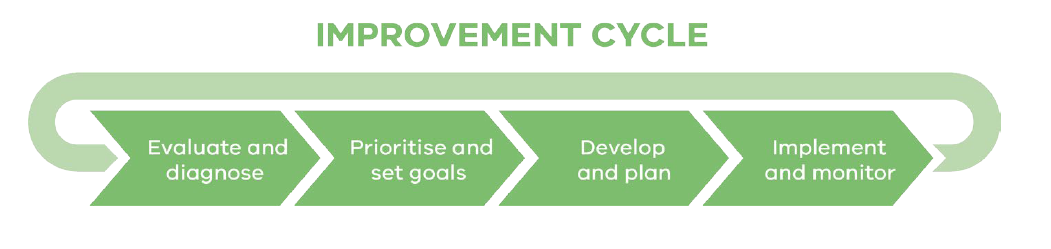 IMPROVEMENT CYCLE
Evaluate and
diagnose
Prioritise and
set goals
Develop
and plan
Implement
and monitor